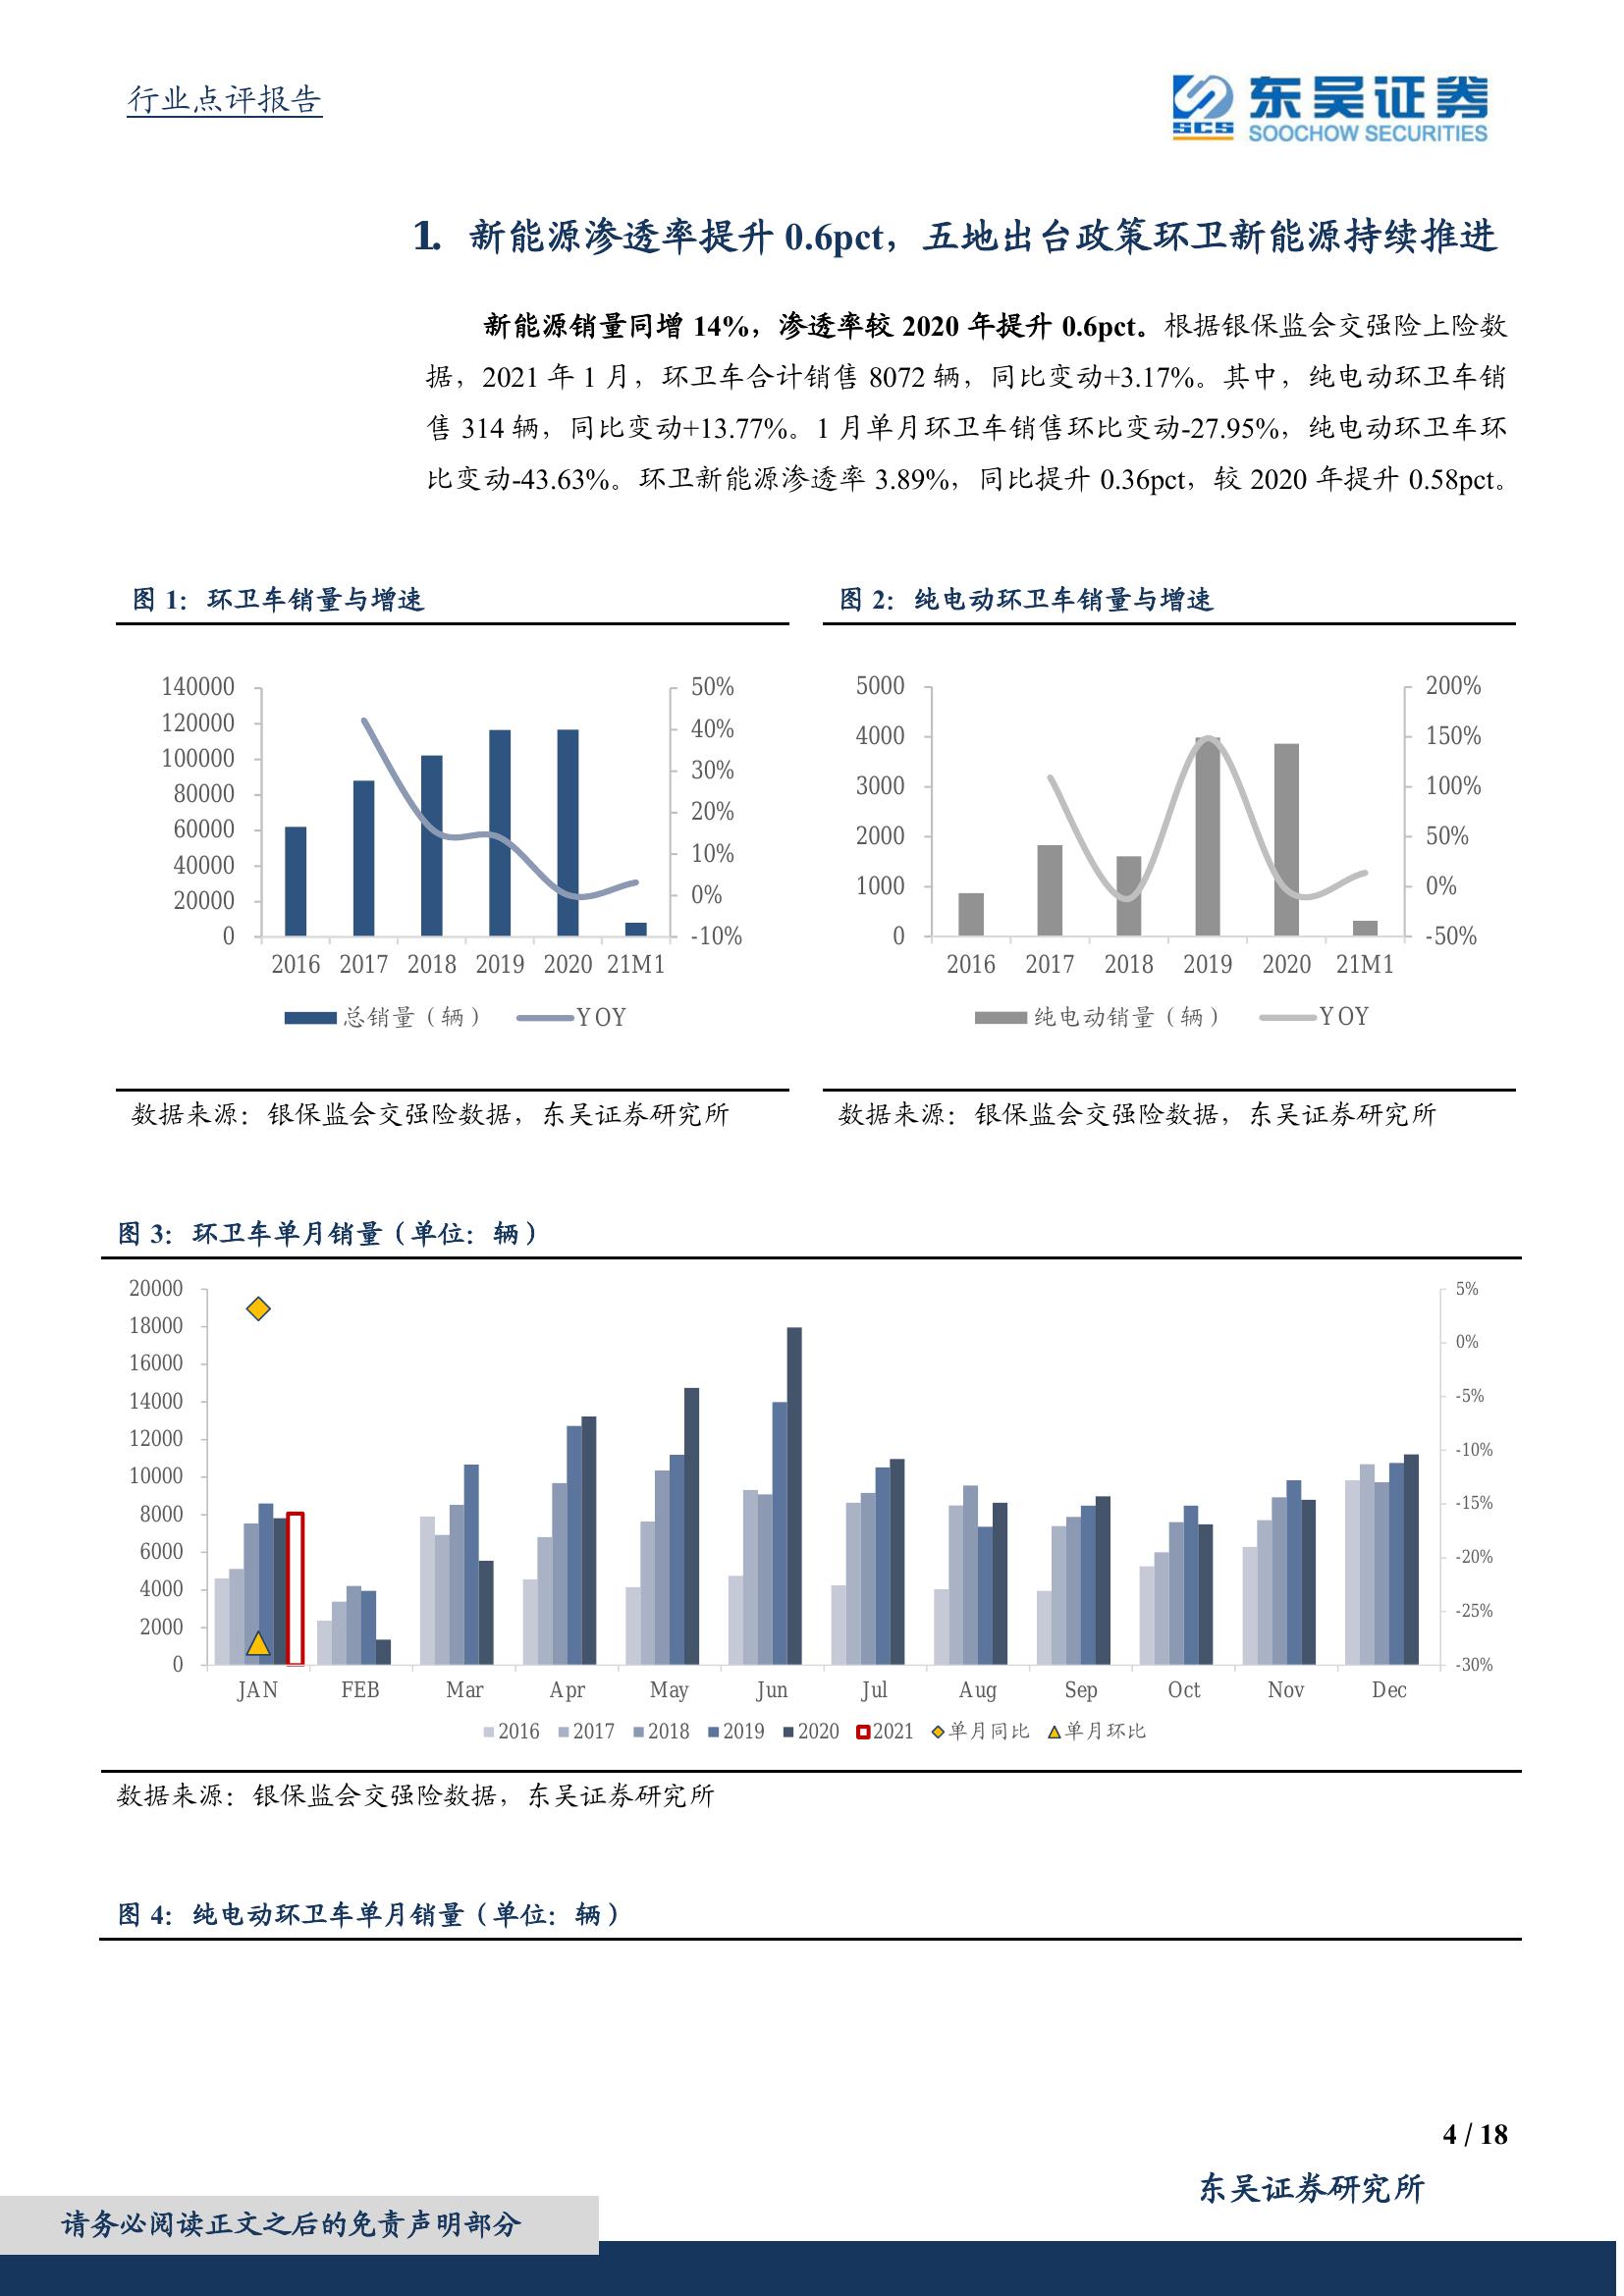 行业点评报告
SCS 东吴证券
SOOCHOW SECURITIES
1. 新能源渗透率提升 0.6pct，五地出台政策环卫新能源持续推进
新能源销量同增 14%，渗透率较 2020 年提升 0.6pct。根据银保监会交强险上险数
据，2021 年 1 月，环卫车合计销售 8072 辆，同比变动+3.17%。其中，纯电动环卫车销
售 314 辆，同比变动+13.77%。1 月单月环卫车销售环比变动-27.95%，纯电动环卫车环
比变动-43.63%。环卫新能源渗透率 3.89%，同比提升 0.36pct，较 2020 年提升 0.58pct。
图 1：环卫车销量与增速
140000
120000
100000
80000
60000
40000
20000
0
50%
40%
30%
20%
10%
0%
-10%
2016 2017 2018 2019 2020 21M1
总销量（辆） YOY
数据来源：银保监会交强险数据，东吴证券研究所
图 2：纯电动环卫车销量与增速
5000
4000
3000
2000
1000
0
200%
150%
100%
50%
0%
-50%
2016 2017 2018 2019 2020 21M1
纯电动销量（辆） YOY
数据来源：银保监会交强险数据，东吴证券研究所
图 3：环卫车单月销量（单位：辆）
20000
18000
16000
14000
12000
10000
8000
6000
4000
2000
0
5%
0%
-5%
-10%
-15%
-20%
-25%
-30%
JAN FEB Mar Apr May Jun Jul Aug Sep Oct Nov Dec
2016 2017 2018 2019 2020 2021 单月同比 单月环比
数据来源：银保监会交强险数据，东吴证券研究所
图 4：纯电动环卫车单月销量（单位：辆）
4 / 18
东吴证券研究所
请务必阅读正文之后的免责声明部分